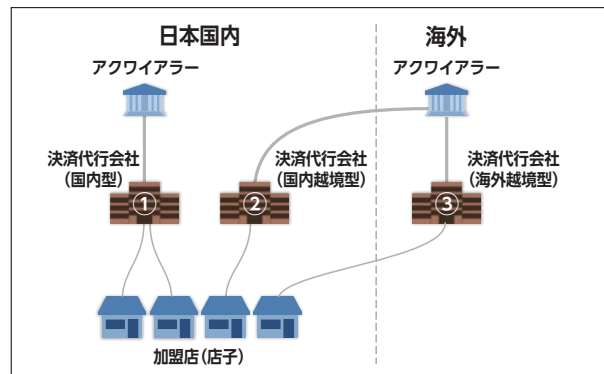 日本国内
海外
アクワイアラー
アクワイアラー
決済代行会社
（国内型）
決済代行会社
（国内越境型）
決済代行会社
（海外越境型）
①
②
③
加盟店（店子）